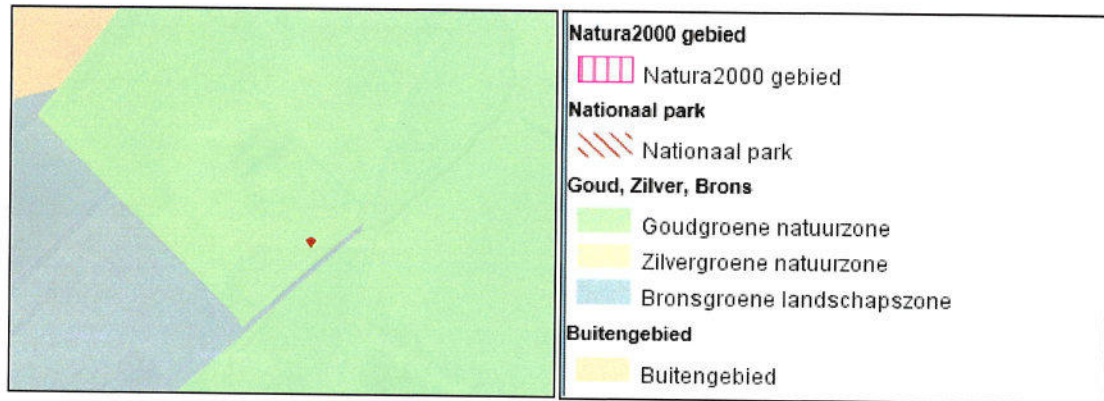 Natura2000 gebied
Natura2000 gebied
Nationaal park
Nationaal park
Goud, Zilver, Brons
Goudgroene natuurzone
Zilvergroene natuurzone
Bronsgroene landschapszone
Buitengebied
Buitengebied